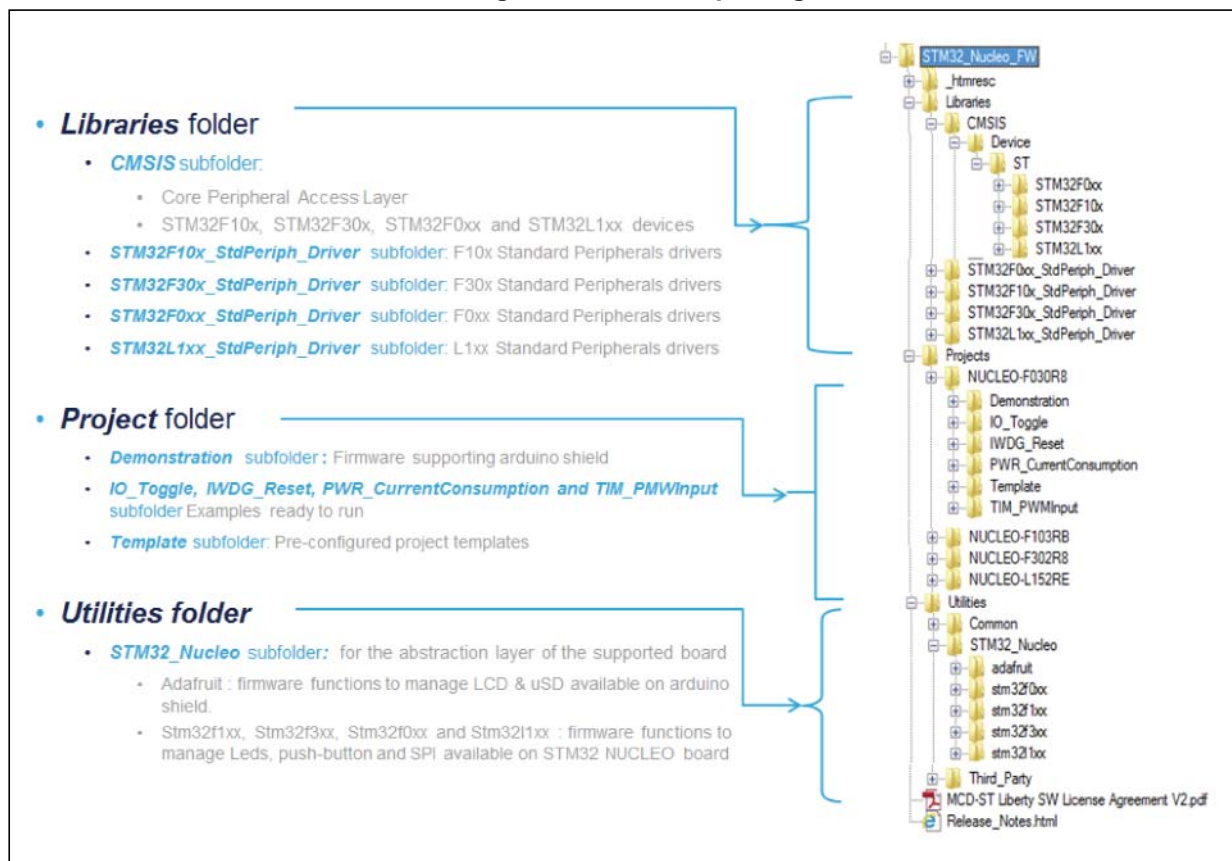 • Libraries folder
• CMSIS subfolder:
• Core Peripheral Access Layer
• STM32F10x, STM32F30x, STM32F0xx and STM32L1xx devices
• STM32F10x_StdPeriph_Driver subfolder: F10x Standard Peripherals drivers
• STM32F30x_StdPeriph_Driver subfolder: F30x Standard Peripherals drivers
• STM32F0xx_StdPeriph_Driver subfolder: F0xx Standard Peripherals drivers
• STM32L1xx_StdPeriph_Driver subfolder: L1xx Standard Peripherals drivers
• Project folder
• Demonstration subfolder : Firmware supporting arduino shield
• IO_Toggle, IWDG_Reset, PWR_CurrentConsumption and TIM_PMWInput
subfolder Examples ready to run
• Template subfolder: Pre-configured project templates
• Utilities folder
• STM32_Nucleo subfolder: for the abstraction layer of the supported board
• Adafruit : firmware functions to manage LCD & uSD available on arduino
shield.
• Stm32f1xx, Stm32f3xx, Stm32f0xx and Stm32l1xx : firmware functions to
manage Leds, push-button and SPI available on STM32 NUCLEO board
STM32_Nucleo_FW
_htmresc
Libraries
CMSIS
Device
ST
STM32F0xx
STM32F10x
STM32F30x
STM32L1xx
STM32F0xx_StdPeriph_Driver
STM32F10x_StdPeriph_Driver
STM32F30x_StdPeriph_Driver
STM32L1xx_StdPeriph_Driver
Projects
NUCLEO-F030R8
Demonstration
IO_Toggle
IWDG_Reset
PWR_CurrentConsumption
Template
TIM_PWMInput
NUCLEO-F103RB
NUCLEO-F302R8
NUCLEO-L152RE
Utilities
Common
STM32_Nucleo
adafruit
stm32f0xx
stm32f1xx
stm32f3xx
stm32l1xx
Third_Party
MCD-ST Liberty SW License Agreement V2.pdf
Release_Notes.html